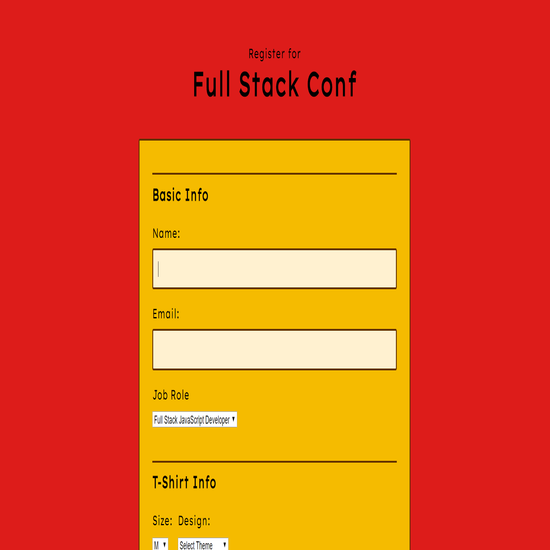 Register for
Full Stack Conf
Basic Info
Name:
Email:
Job Role
Full Stack JavaScript Developer
T-Shirt Info
Size: Design:
M Select Theme